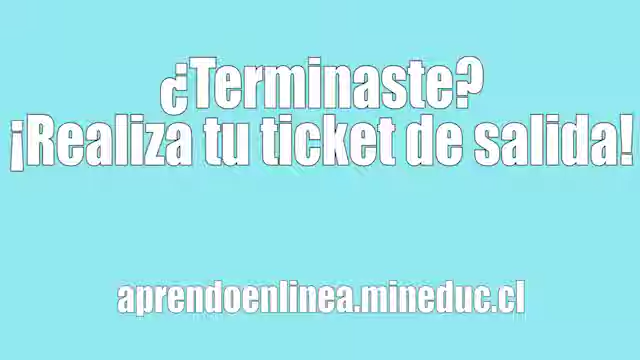 ¿Terminaste?
¡Realiza tu ticket de salida!
aprendoenlinea.mineduc.cl